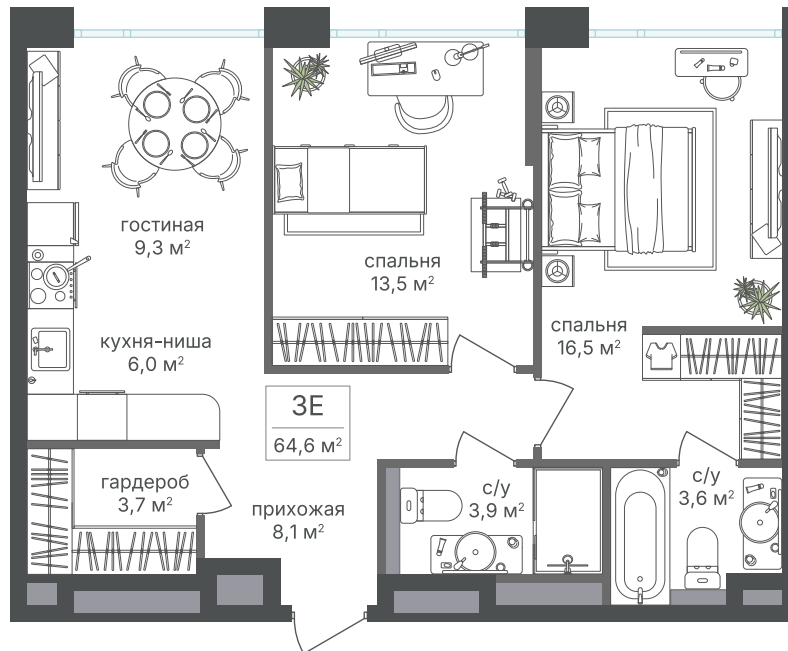 гостиная
9,3 м²
спальня
13,5 м²
спальня
16,5 м²
кухня-ниша
6,0 м²
3Е
64,6 м²
гардероб
3,7 м²
прихожая
8,1 м²
с/у
3,9 м²
с/у
3,6 м²